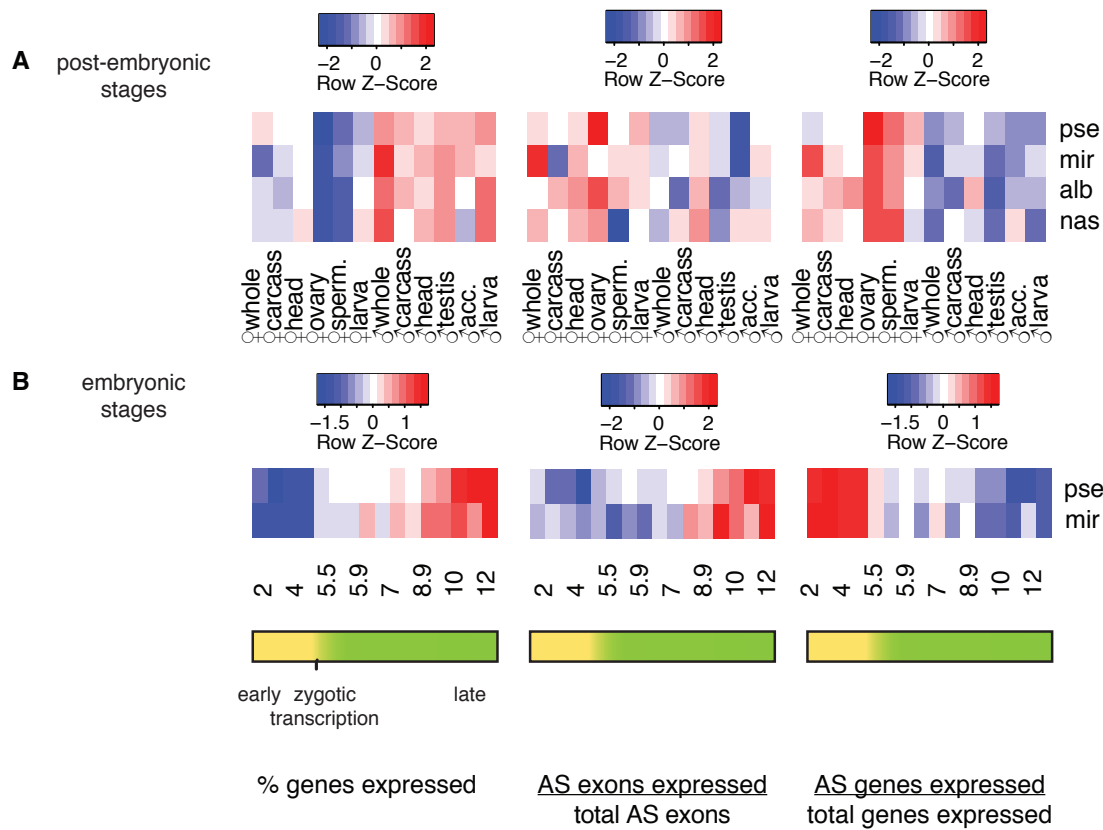 A
post-embryonic
stages
−2 0 2
Row Z−Score
−2 0 2
Row Z−Score
−2 0 2
Row Z−Score
pse
mir
alb
nas
♀whole
♀carcass
♀head
♀ovary
♀sperm.
♀larva
♂whole
♂carcass
♂head
♂testis
♂acc.
♂larva
♀whole
♀carcass
♀head
♀ovary
♀sperm.
♀larva
♂whole
♂carcass
♂head
♂testis
♂acc.
♂larva
♀whole
♀carcass
♀head
♀ovary
♀sperm.
♀larva
♂whole
♂carcass
♂head
♂testis
♂acc.
♂larva
B
embryonic
stages
−1.5 0 1
Row Z−Score
−2 0 2
Row Z−Score
−1.5 0 1
Row Z−Score
pse
mir
2 4 5.5 5.9 7 8.9 10 12
2 4 5.5 5.9 7 8.9 10 12
2 4 5.5 5.9 7 8.9 10 12
early zygotic late
transcription
% genes expressed
AS exons expressed
total AS exons
AS genes expressed
total genes expressed